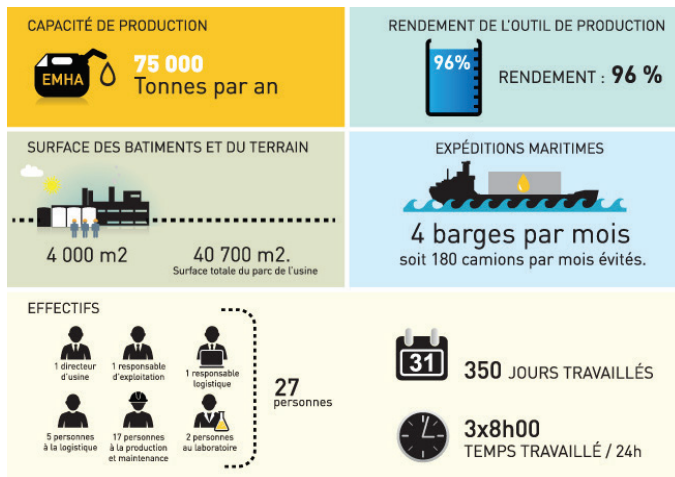 CAPACITÉ DE PRODUCTION
EMHA
75 000
Tonnes par an
RENDEMENT DE L'OUTIL DE PRODUCTION
96%
RENDEMENT : 96 %
SURFACE DES BATIMENTS ET DU TERRAIN
4 000 m2
40 700 m2.
Surface totale du parc de l'usine
EXPÉDITIONS MARITIMES
4 barges par mois
soit 180 camions par mois évités.
EFFECTIFS
1 directeur
d'usine
1 responsable
d'exploitation
1 responsable
logistique
5 personnes
à la logistique
17 personnes
à la production
et maintenance
2 personnes
au laboratoire
27
personnes
31
350 JOURS TRAVAILLÉS
3x8h00
TEMPS TRAVAILLÉ / 24h